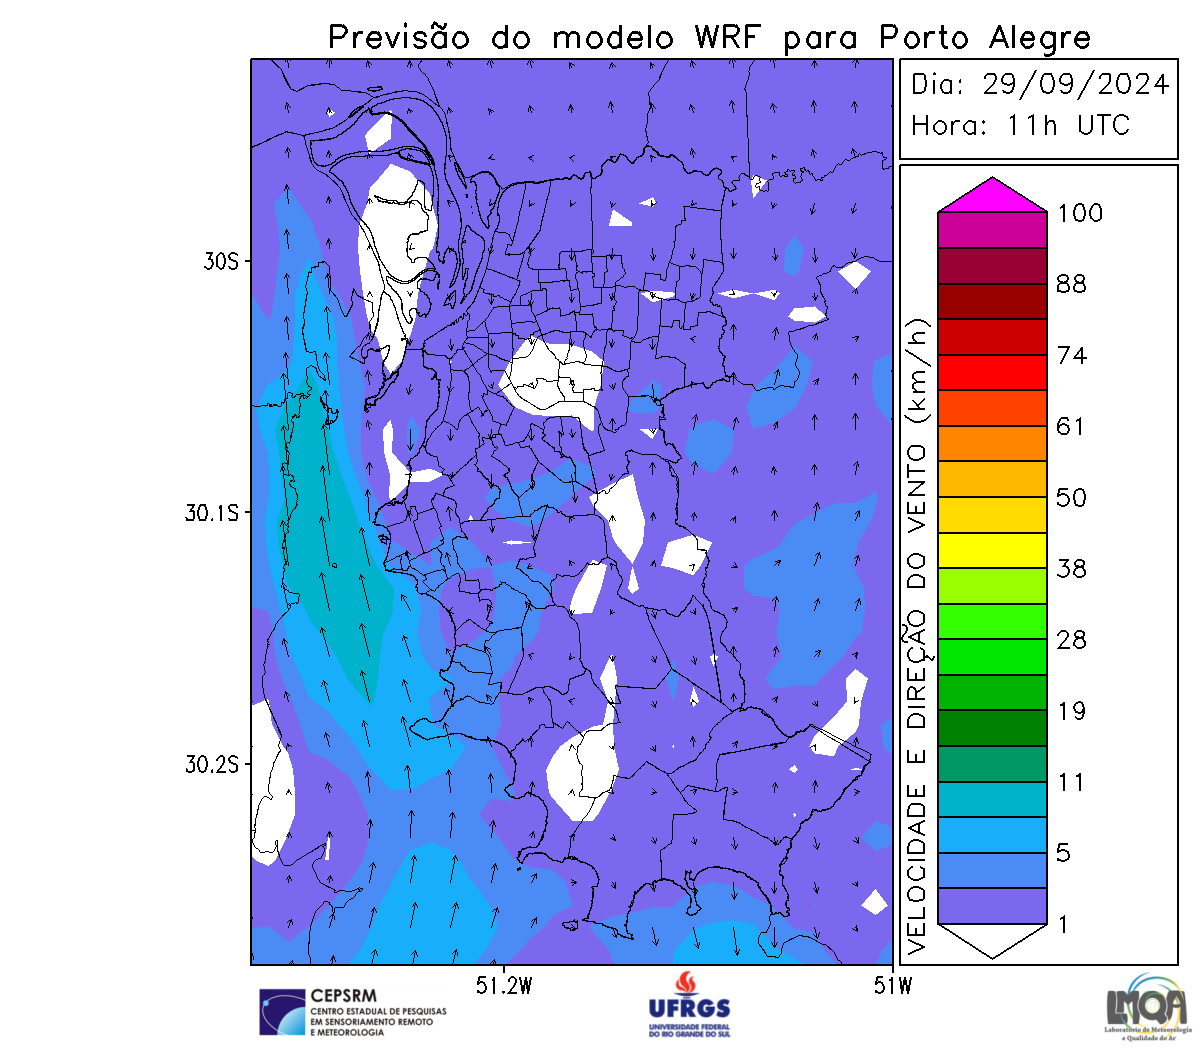 Previsão do modelo WRF para Porto Alegre
Dia: 29/09/2024
Hora: 11h UTC
30S
30.1S
30.2S
51.2W
51W
VELOCIDADE E DIREÇÃO DO VENTO (km/h)
100
88
74
61
50
38
28
19
11
5
1
CEPSRM
CENTRO ESTADUAL DE PESQUISAS
EM SENSORIAMENTO REMOTO
E METEOROLOGIA
UFRGS
UNIVERSIDADE FEDERAL
DO RIO GRANDE DO SUL
LMQA
Laboratório de Meteorologia
e Qualidade do Ar